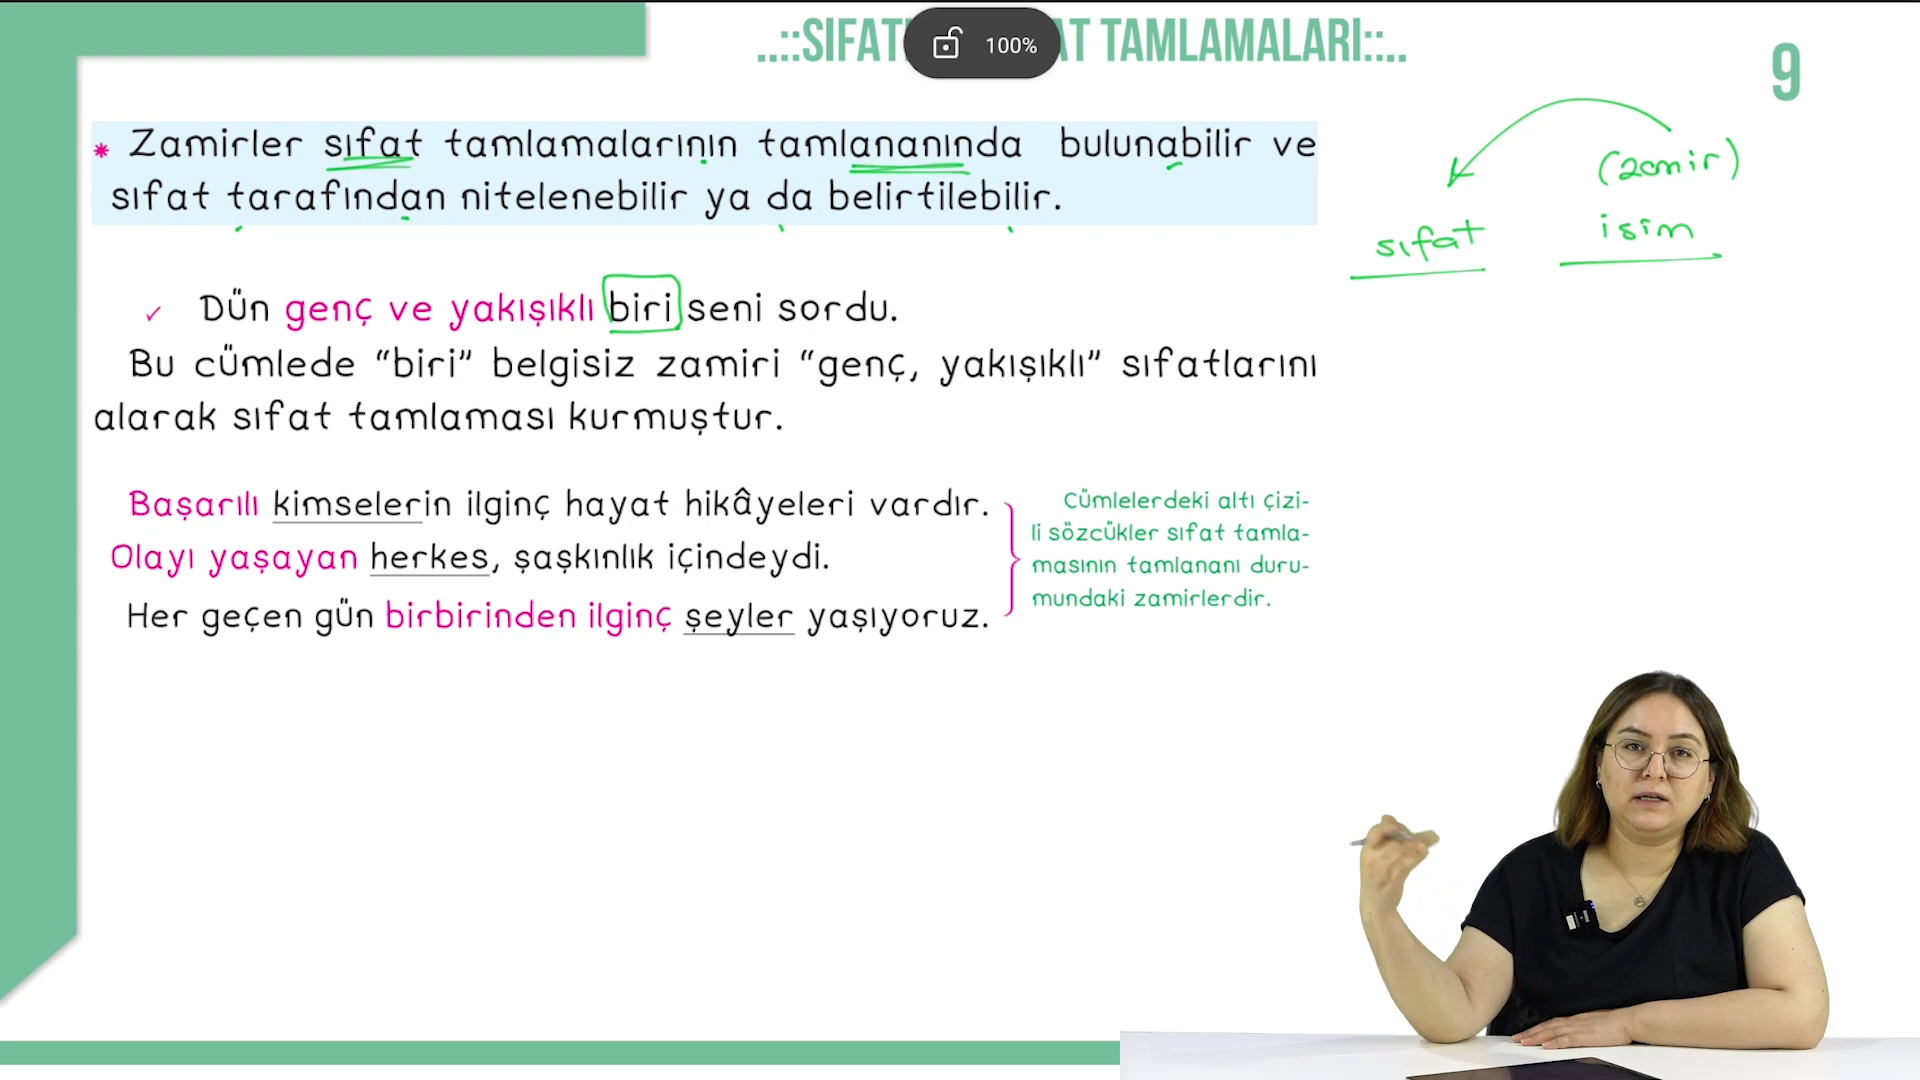 ..::SIFAT AT TAMLAMALARI::..
100%
9
* Zamirler sıfat tamlamalarının tamlananında bulunabilir ve
sıfat tarafından nitelenebilir ya da belirtilebilir.
(zamir)
sıfat isim
✓ Dün genç ve yakışıklı biri seni sordu.
Bu cümlede “biri” belgisiz zamiri “genç, yakışıklı” sıfatlarını
alarak sıfat tamlaması kurmuştur.
Başarılı kimselerin ilginç hayat hikâyeleri vardır.
Olayı yaşayan herkes, şaşkınlık içindeydi.
Her geçen gün birbirinden ilginç şeyler yaşıyoruz.
Cümlelerdeki altı çizi-
li sözcükler sıfat tamla-
masının tamlananı duru-
mundaki zamirlerdir.